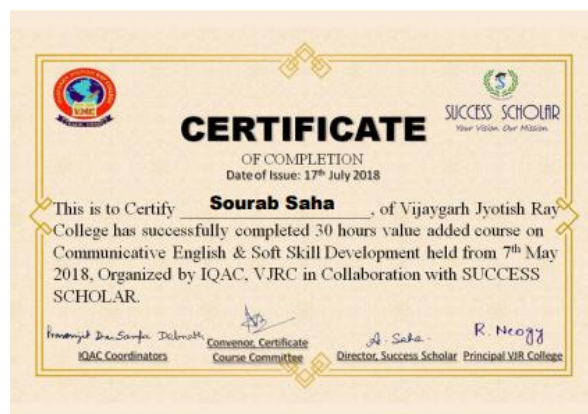 VJRC
SUCCESS SCHOLAR
Your Vision. Our Mission.
CERTIFICATE
OF COMPLETION
Date of Issue: 17th July 2018
This is to Certify Sourab Saha, of Vijaygarh Jyotish Ray
College has successfully completed 30 hours value added course on
Communicative English & Soft Skill Development held from 7th May
2018, Organized by IQAC, VJRC in Collaboration with SUCCESS
SCHOLAR.
A. Saha.
R. Neogy
IQAC Coordinators
Convenor, Certificate
Course Committee
Director, Success Scholar
Principal VJR College